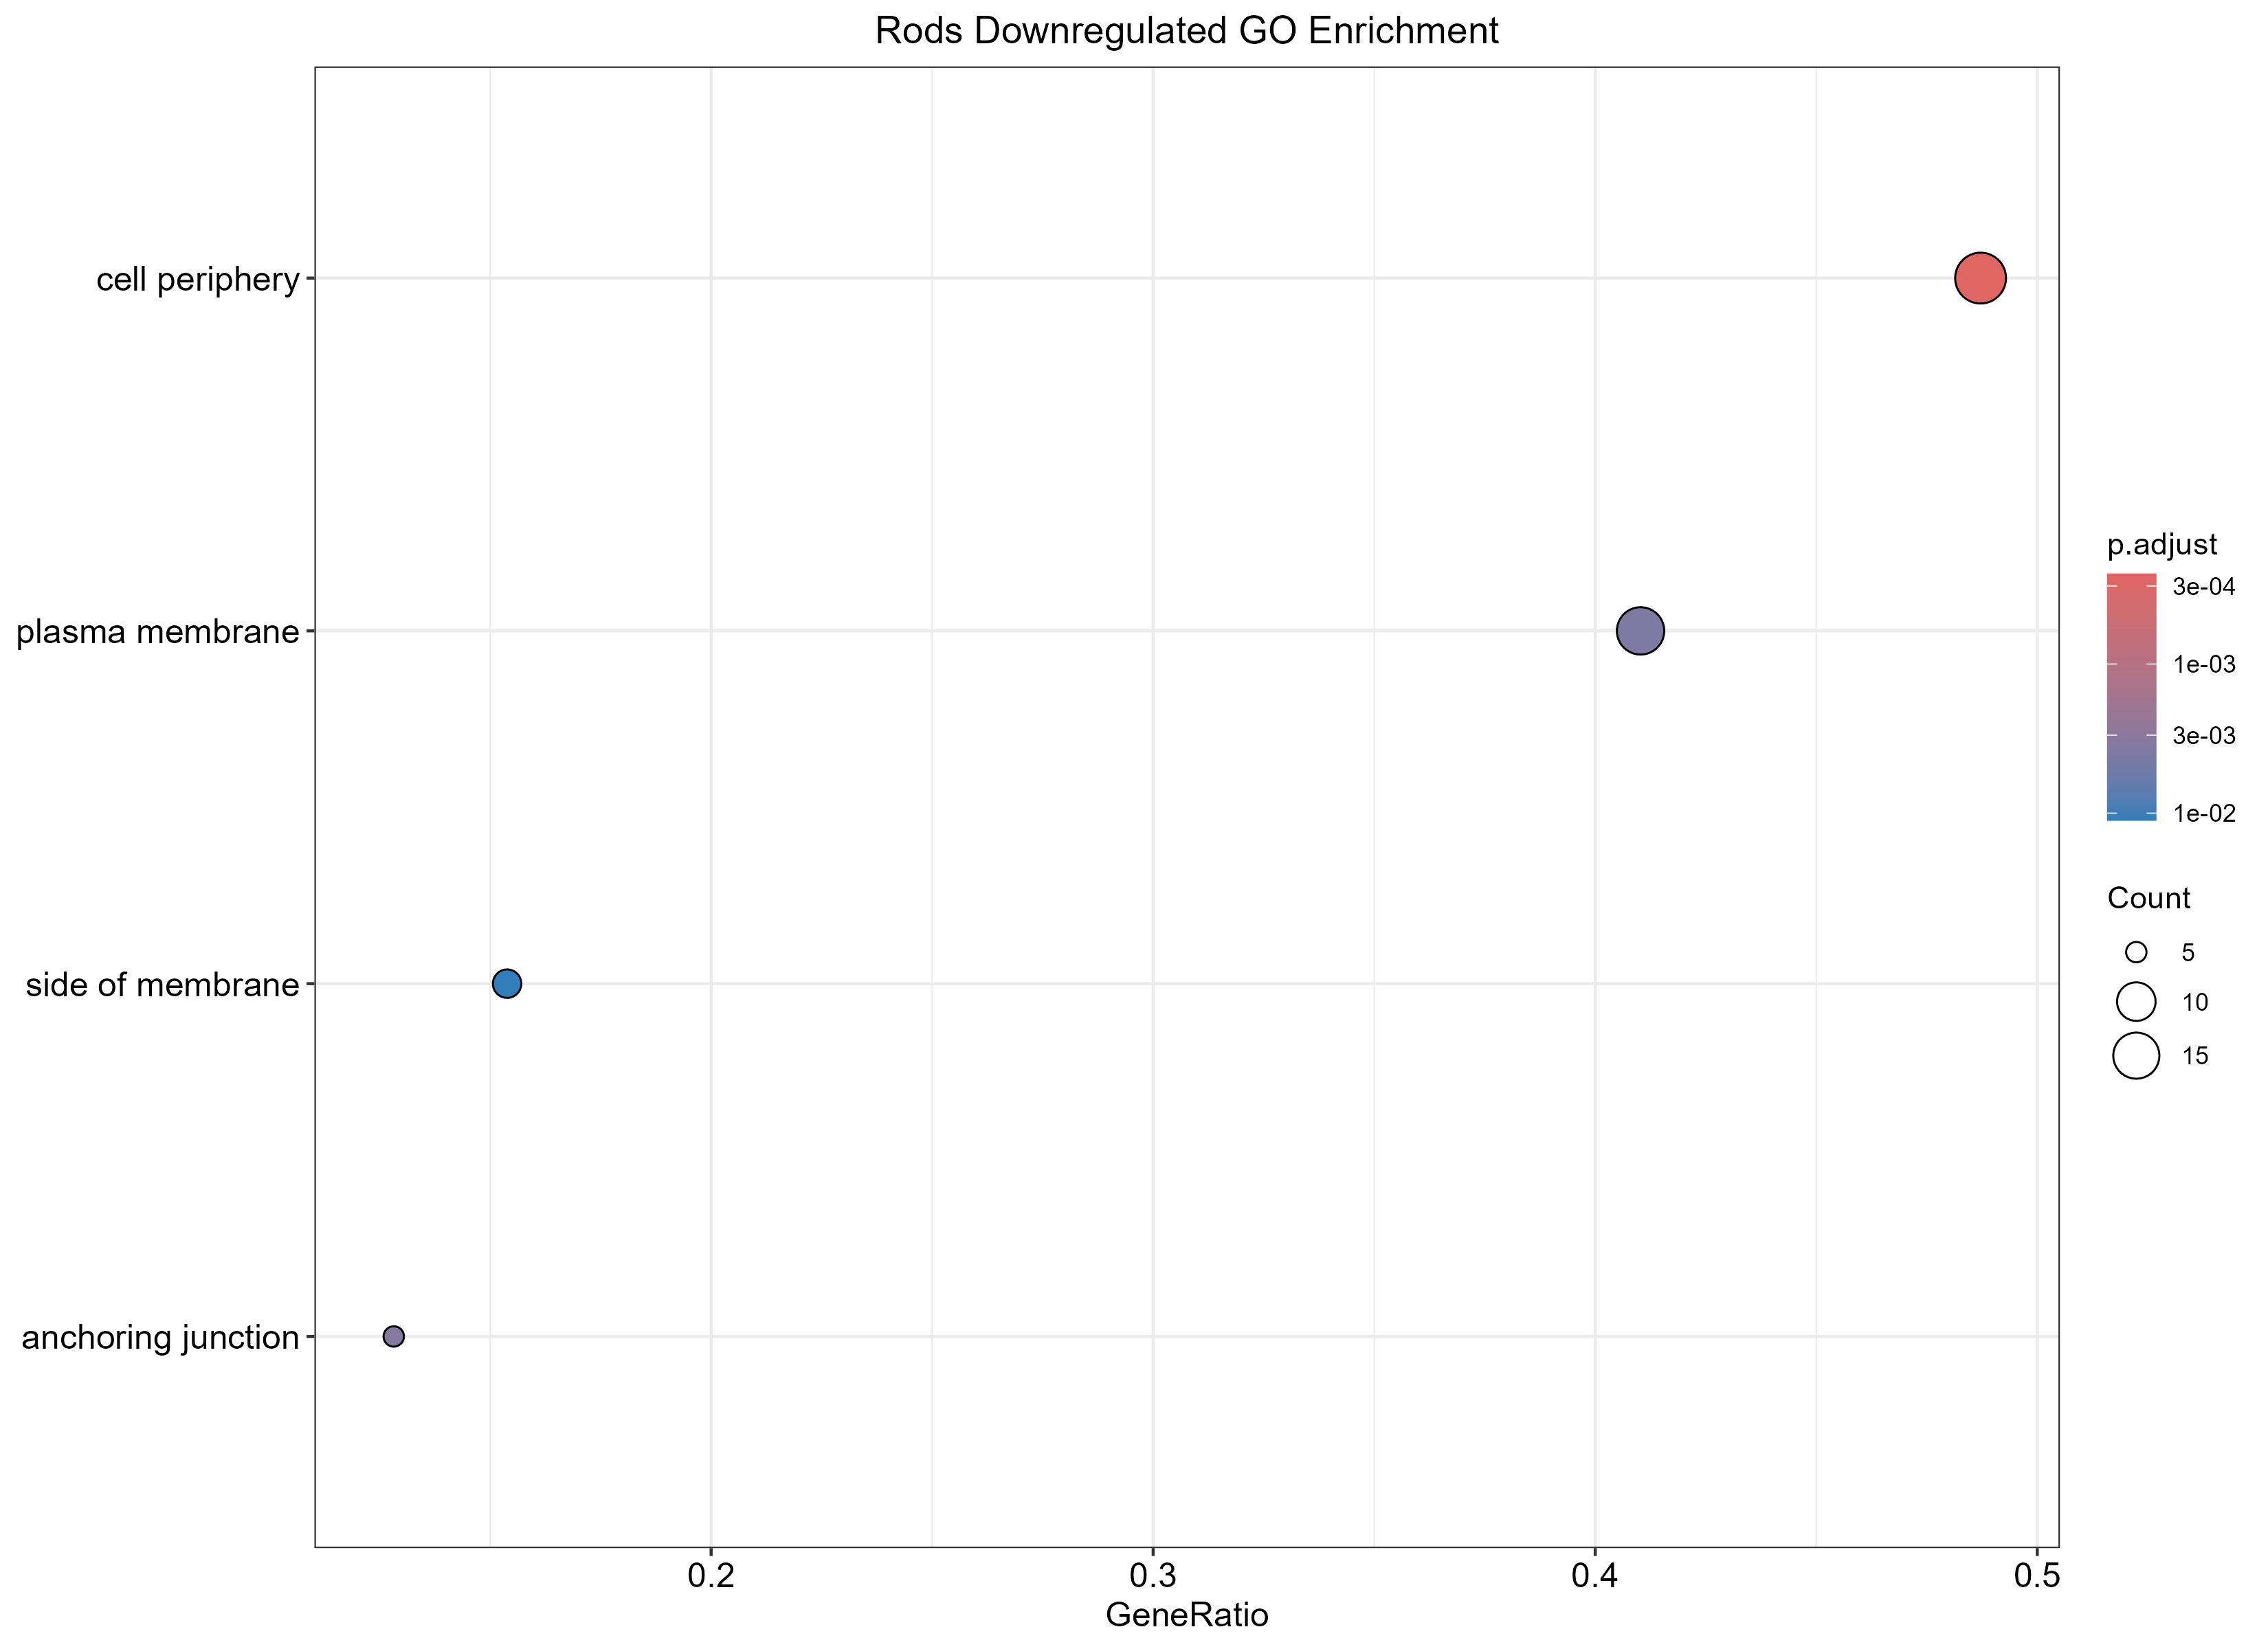 Rods Downregulated GO Enrichment
cell periphery
plasma membrane
side of membrane
anchoring junction
0.2
0.3
0.4
0.5
GeneRatio
p.adjust
3e-04
1e-03
3e-03
1e-02
Count
5
10
15